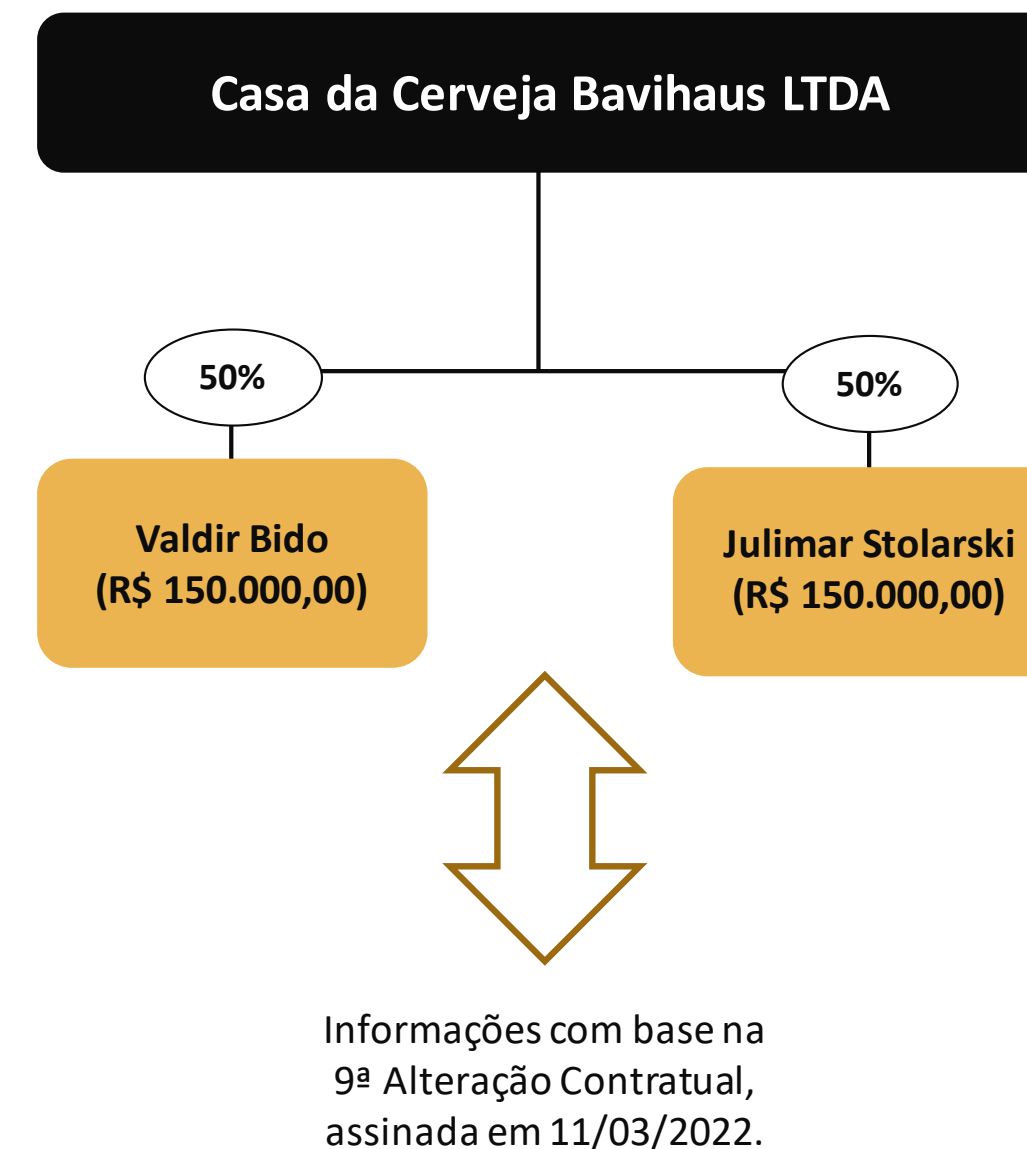 Casa da Cerveja Bavihaus LTDA
50%
50%
Valdir Bido
(R$ 150.000,00)
Julimar Stolarski
(R$ 150.000,00)
Informações com base na
9ª Alteração Contratual,
assinada em 11/03/2022.